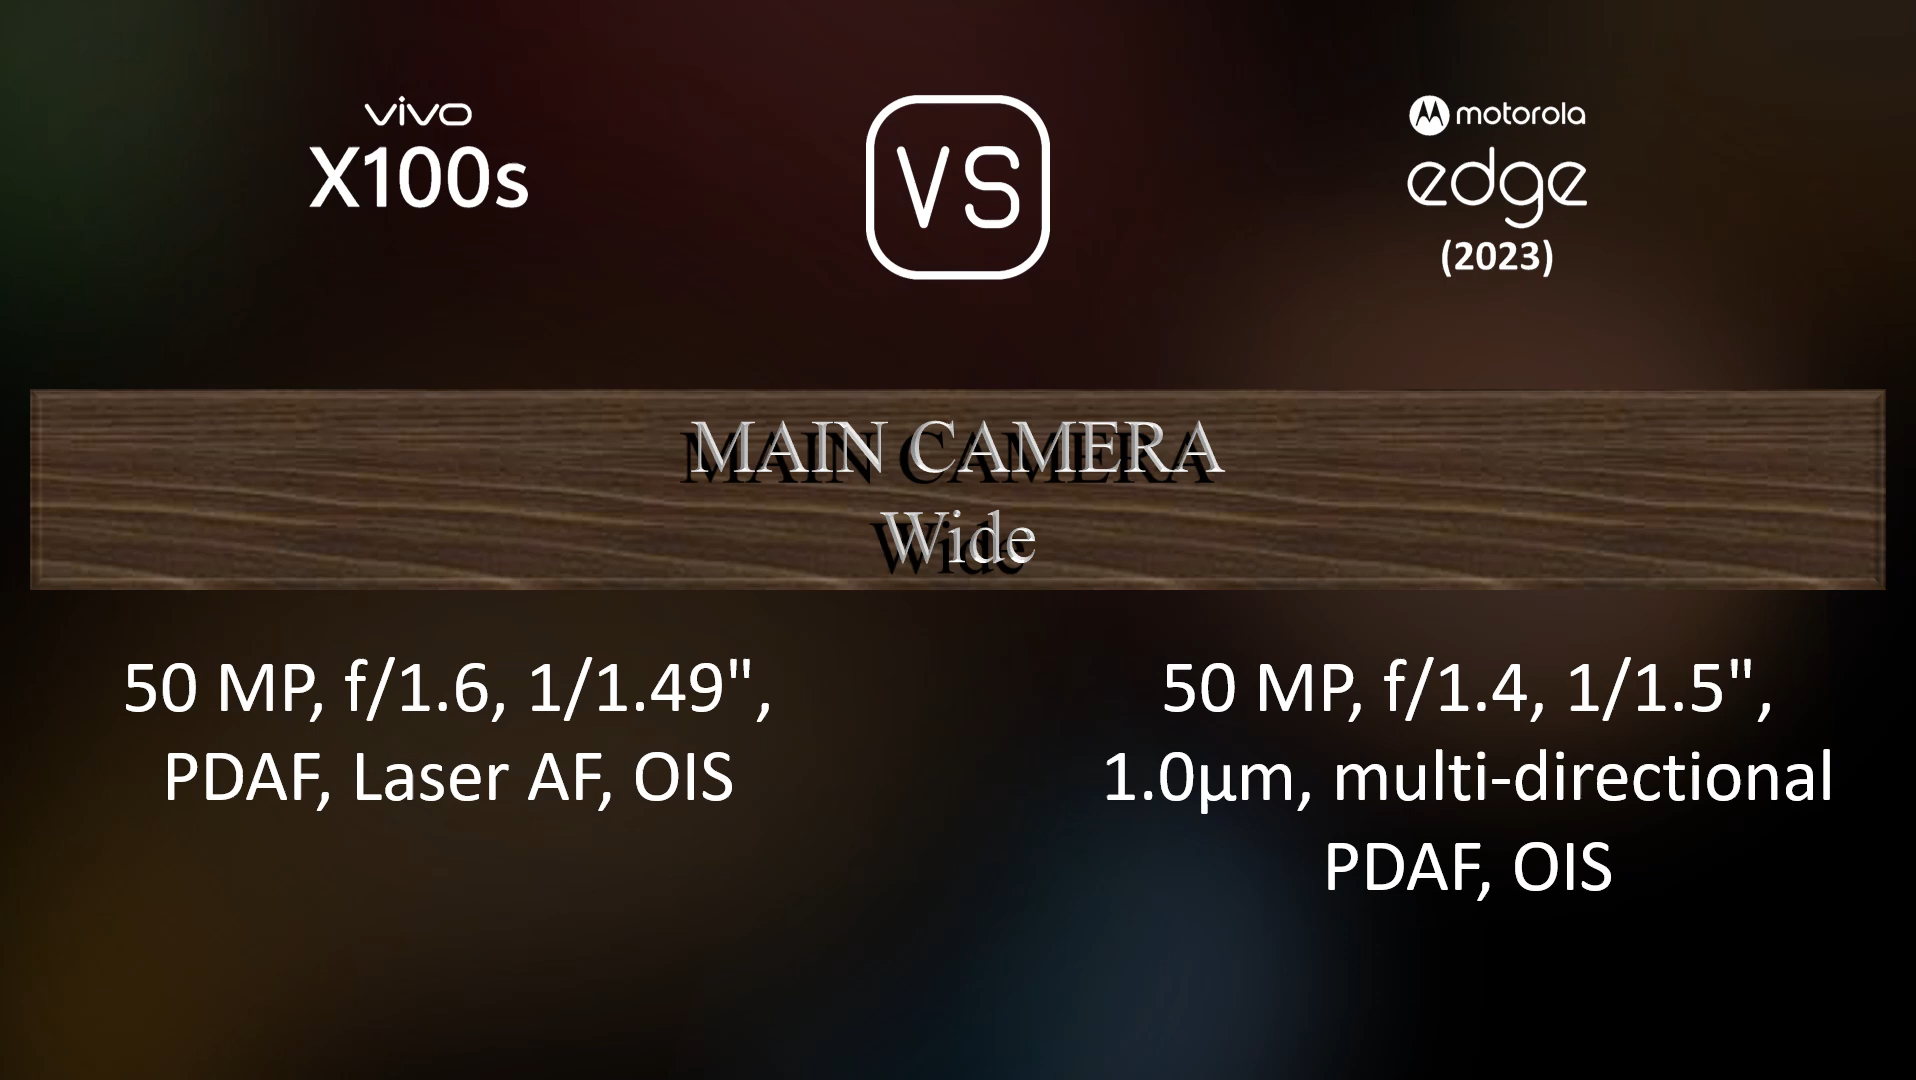 vivo
X100s
VS
motorola
edge
(2023)
MAIN CAMERA
Wide
50 MP, f/1.6, 1/1.49",
PDAF, Laser AF, OIS
50 MP, f/1.4, 1/1.5",
1.0µm, multi-directional
PDAF, OIS